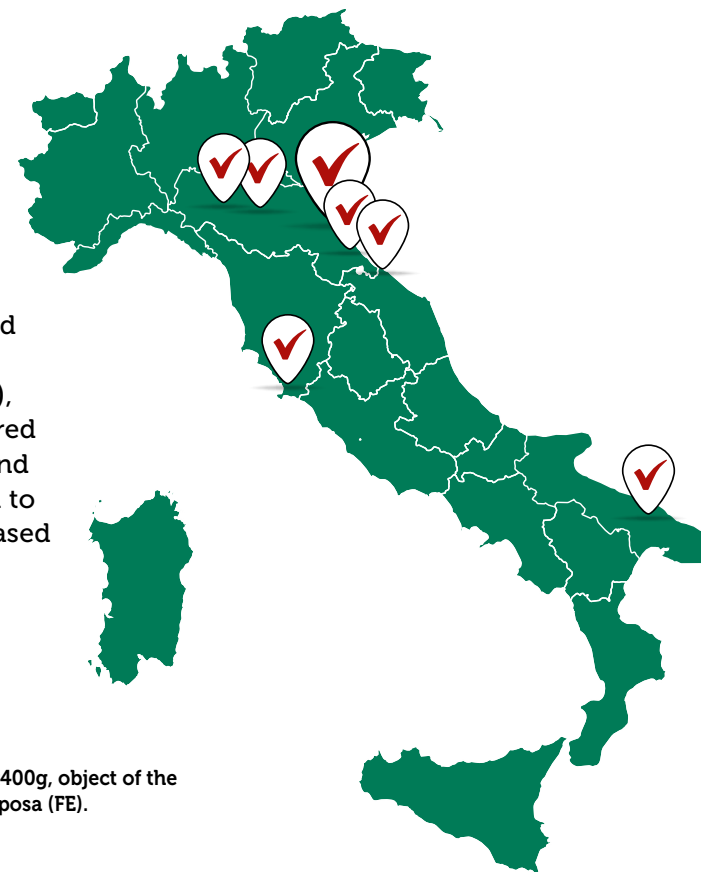 d
),
red
nd
to
ased
400g, object of the
posa (FE).